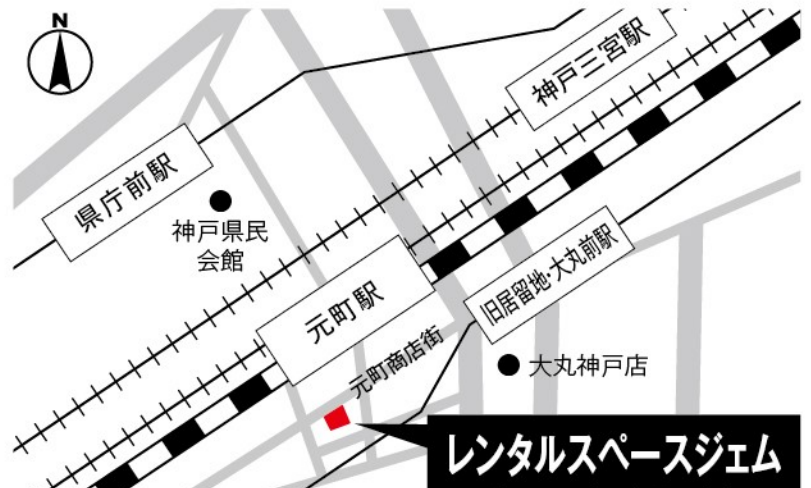 N
神戸三宮駅
県庁前駅
神戸県民
会館
旧居留地･大丸前駅
元町駅
元町商店街
大丸神戸店
レンタルスペースジェム